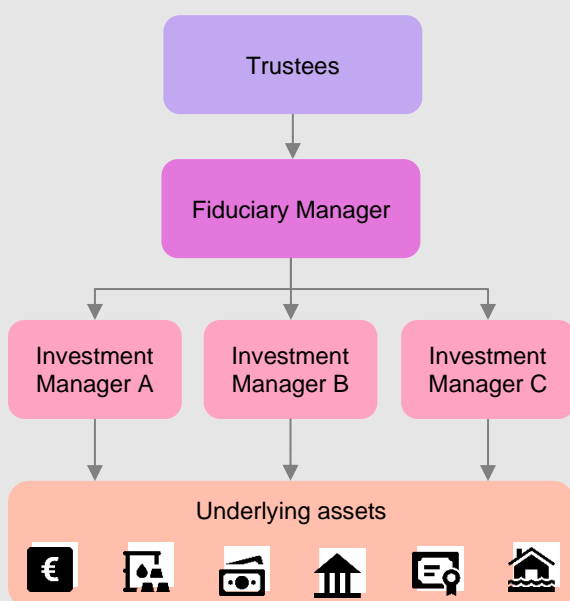 Trustees
Fiduciary Manager
Investment
Manager A
Investment
Manager B
Investment
Manager C
Underlying assets
€